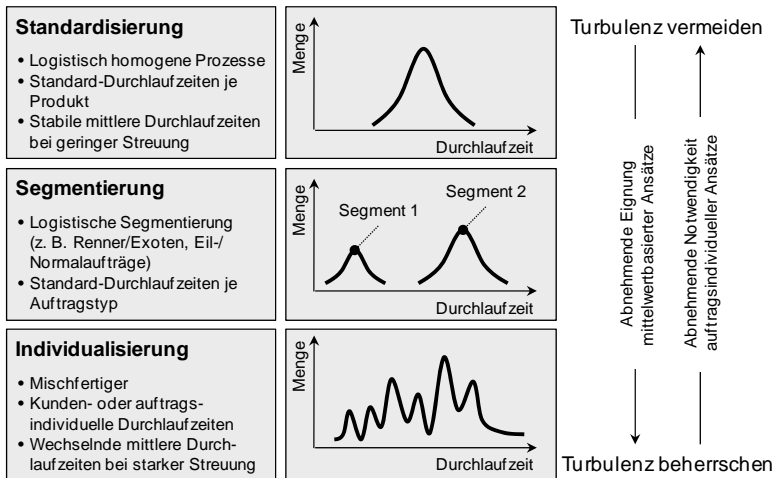 Standardisierung
• Logistisch homogene Prozesse
• Standard-Durchlaufzeiten je
Produkt
• Stabile mittlere Durchlaufzeiten
bei geringer Streuung
Menge
Durchlaufzeit
Segmentierung
• Logistische Segmentierung
(z. B. Renner/Exoten, Eil-/
Normalaufträge)
• Standard-Durchlaufzeiten je
Auftragstyp
Menge
Segment 1
Segment 2
Durchlaufzeit
Individualisierung
• Mischfertiger
• Kunden- oder auftrags-
individuelle Durchlaufzeiten
• Wechselnde mittlere Durch-
laufzeiten bei starker Streuung
Menge
Durchlaufzeit
Turbulenz vermeiden
Abnehmende Eignung
mittelwertbasierter Ansätze
Abnehmende Notwendigkeit
auftragsindividueller Ansätze
Turbulenz beherrschen